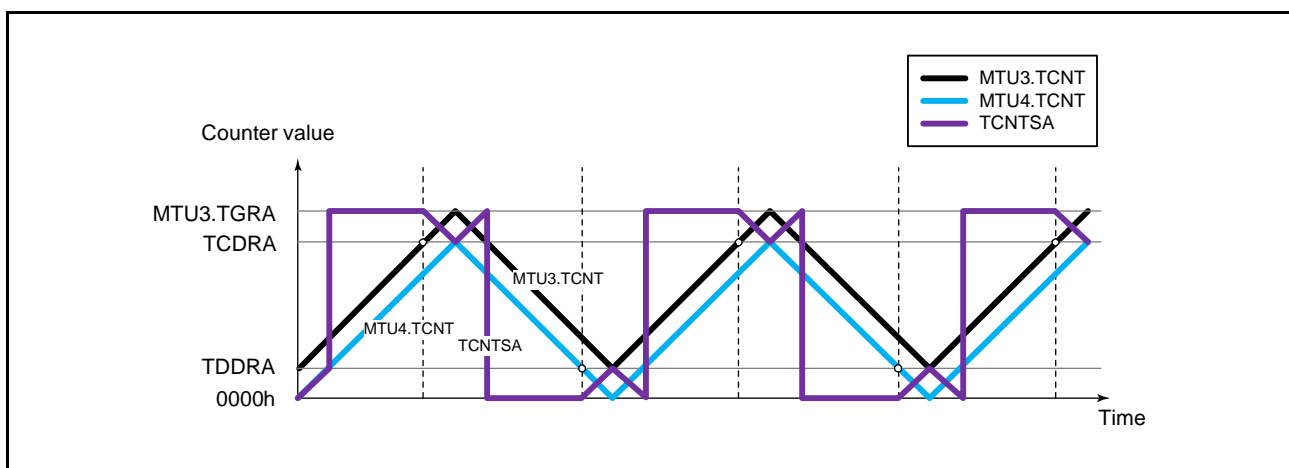 MTU3.TCNT
MTU4.TCNT
TCNTSA
Counter value
MTU3.TGRA
TCDRA
MTU3.TCNT
MTU4.TCNT
TCNTSA
TDDRA
0000h
Time